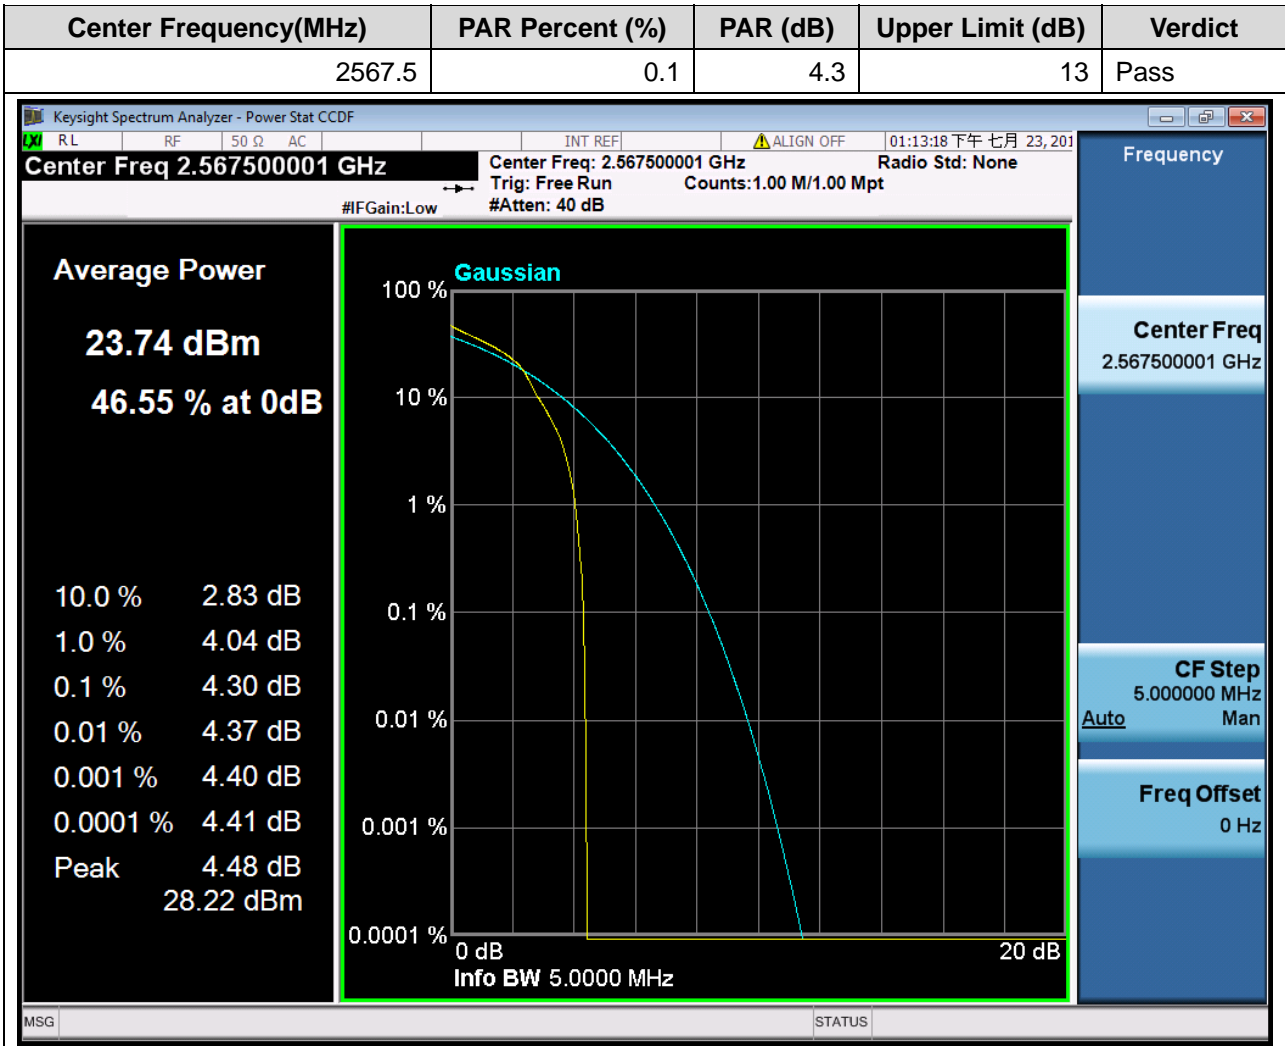 Center Frequency(MHz) PAR Percent (%) PAR (dB) Upper Limit (dB) Verdict
2567.5 0.1 4.3 13 Pass
Keysight Spectrum Analyzer - Power Stat CCDF
LXI RL RF 50 Ω AC INT REF ALIGN OFF 01:13:18 下午 七月 23, 201
Center Freq 2.567500001 GHz
Center Freq: 2.567500001 GHz Radio Std: None
Trig: Free Run Counts:1.00 M/1.00 Mpt
#IFGain:Low #Atten: 40 dB
Frequency
Average Power
23.74 dBm
46.55 % at 0dB
10.0 % 2.83 dB
1.0 % 4.04 dB
0.1 % 4.30 dB
0.01 % 4.37 dB
0.001 % 4.40 dB
0.0001 % 4.41 dB
Peak 4.48 dB
28.22 dBm
Gaussian
100 %
10 %
1 %
0.1 %
0.01 %
0.001 %
0.0001 %
0 dB 20 dB
Info BW 5.0000 MHz
Center Freq
2.567500001 GHz
CF Step
5.000000 MHz
Auto Man
Freq Offset
0 Hz
MSG STATUS